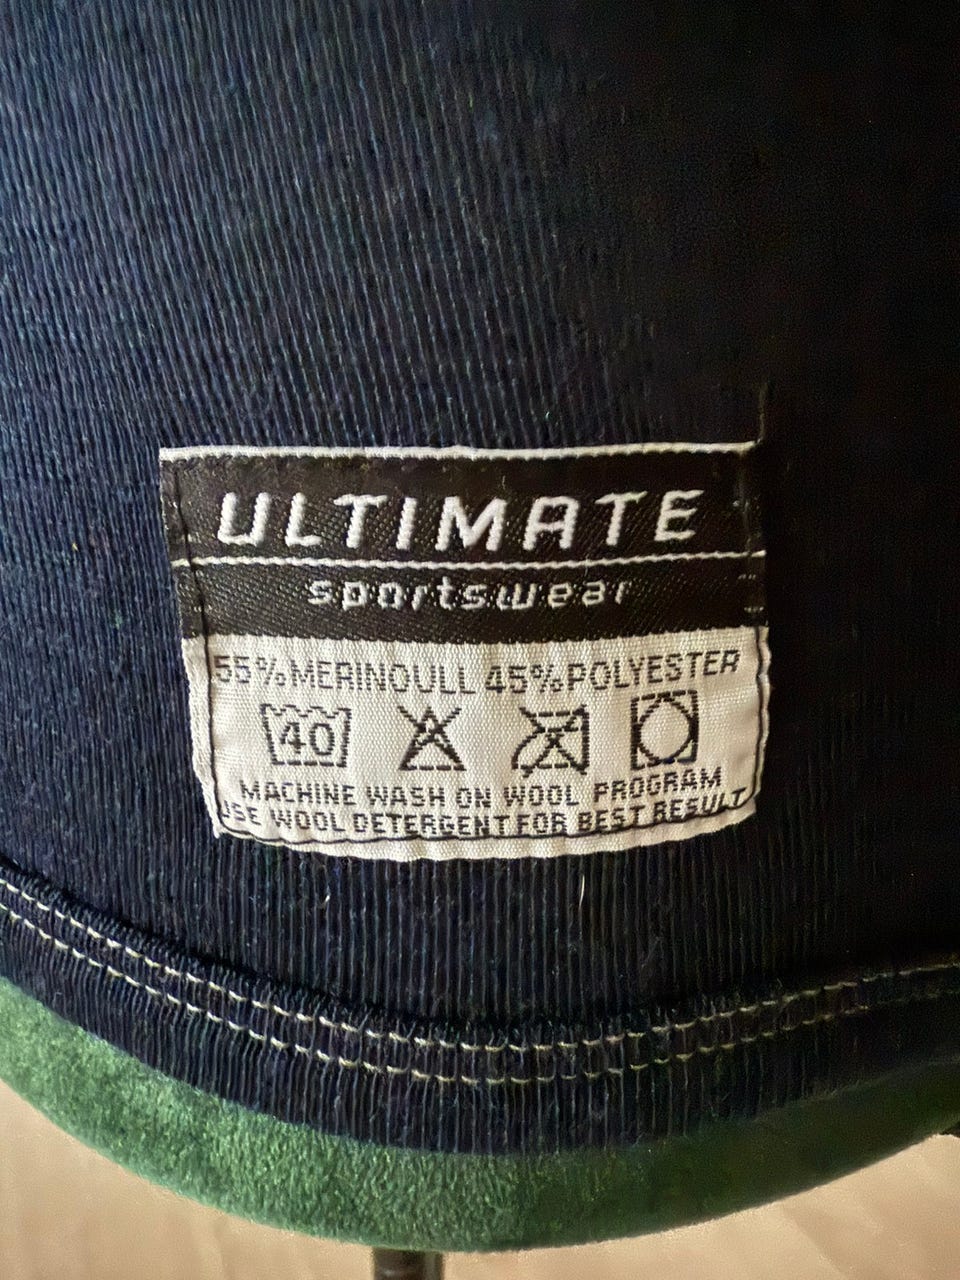 ULTIMATE
sportswear
55%MERINOULL 45%POLYESTER
40
MACHINE WASH ON WOOL PROGRAM
USE WOOL DETERGENT FOR BEST RESULT